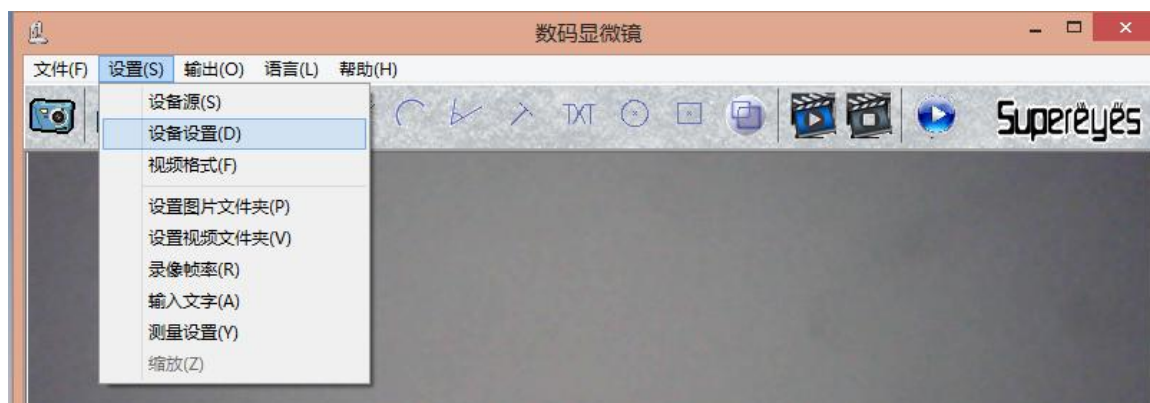 数码显微镜
文件(F) 设置(S) 输出(O) 语言(L) 帮助(H)
TXT Supereyes
设备源(S)
设备设置(D)
视频格式(F)
设置图片文件夹(P)
设置视频文件夹(V)
录像帧率(R)
输入文字(A)
测量设置(Y)
缩放(Z)